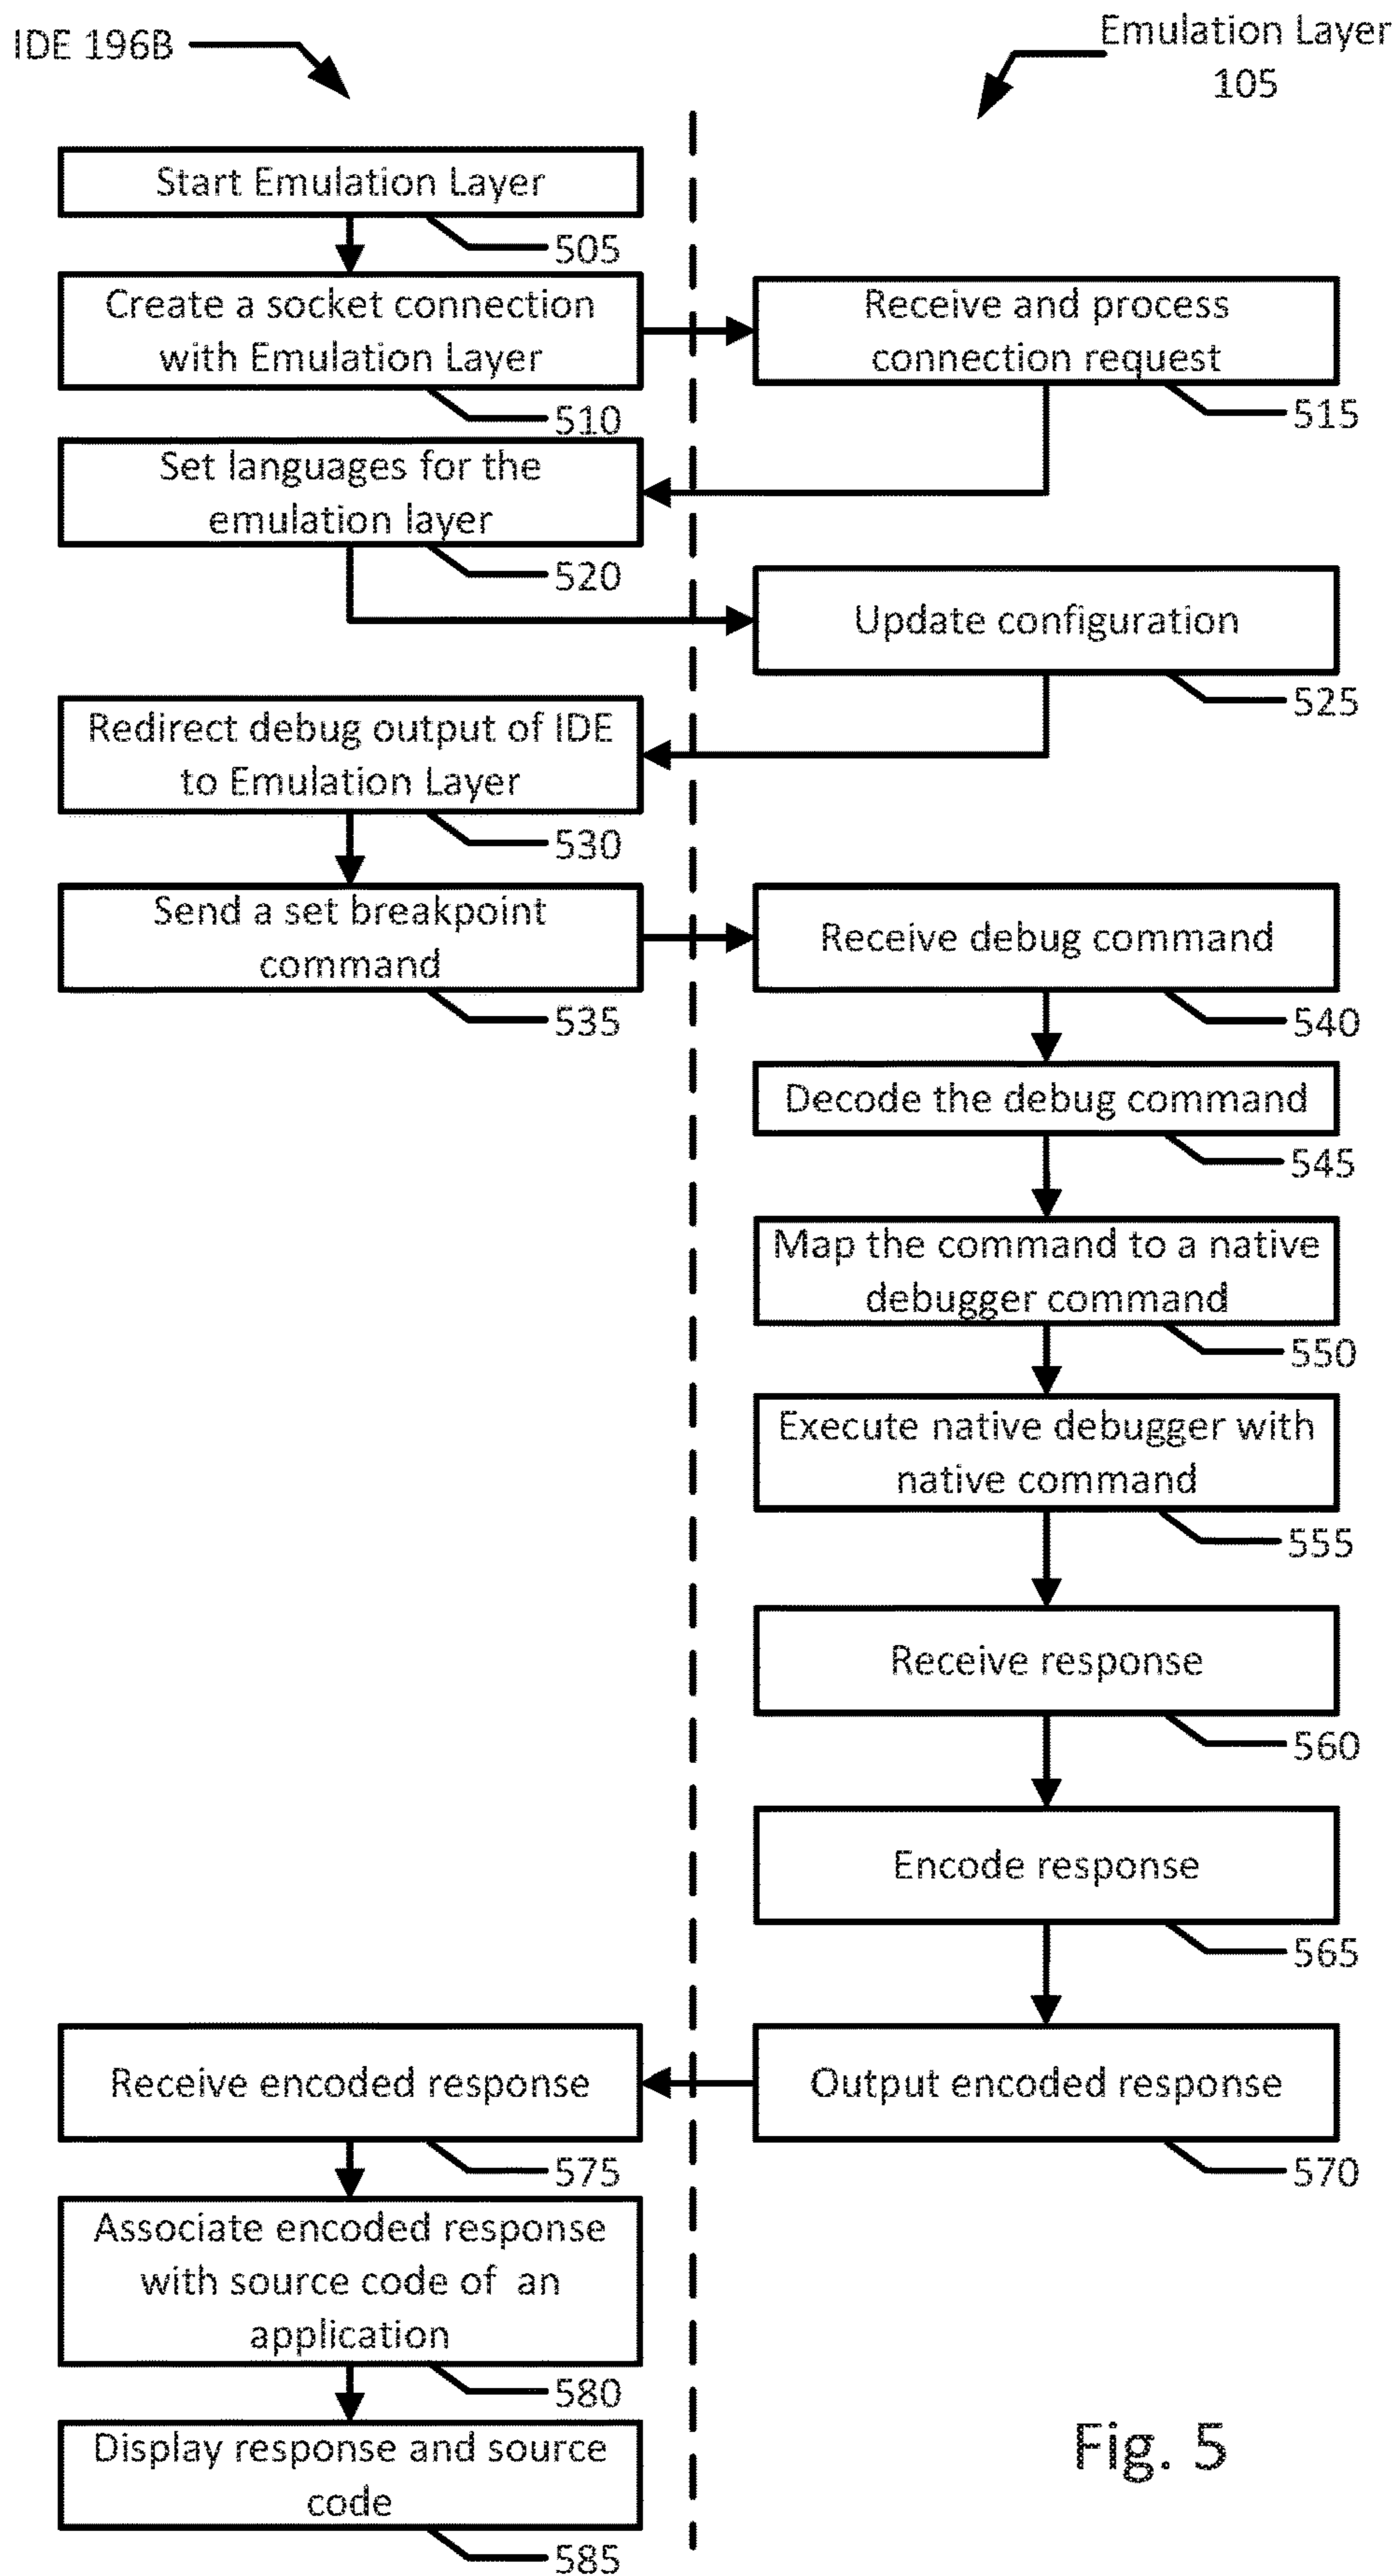 IDE 196B
Emulation Layer
105
Start Emulation Layer
505
Create a socket connection
with Emulation Layer
510
Receive and process
connection request
515
Set languages for the
emulation layer
520
Update configuration
525
Redirect debug output of IDE
to Emulation Layer
530
Send a set breakpoint
command
535
Receive debug command
540
Decode the debug command
545
Map the command to a native
debugger command
550
Execute native debugger with
native command
555
Receive response
560
Encode response
565
Output encoded response
570
Receive encoded response
575
Associate encoded response
with source code of an
application
580
Display response and source
code
585
Fig. 5